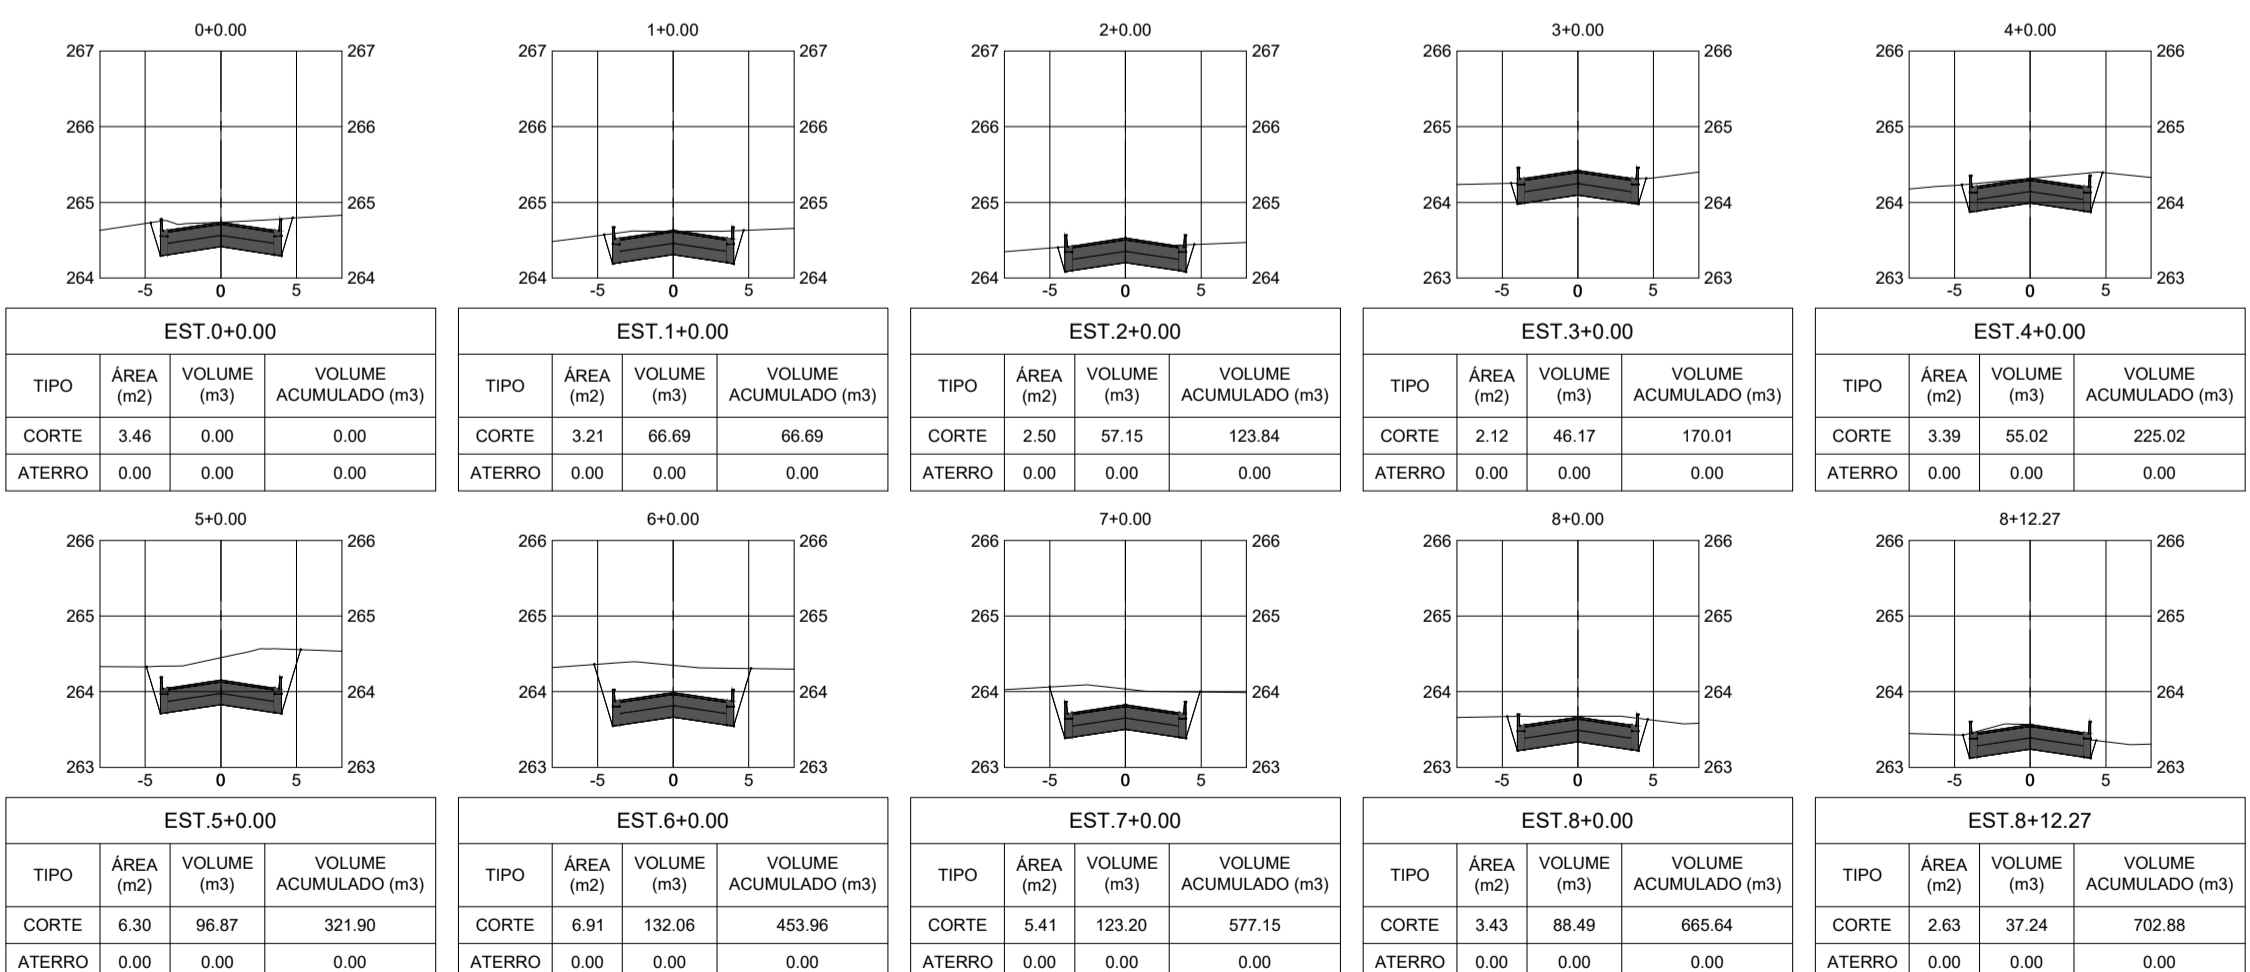 0+0.00 1+0.00 2+0.00 3+0.00 4+0.00
267 267 267 267 267 267 266 266 266 266
266 266 266 266 266 266 265 265 265 265
265 265 265 265 265 265 264 264 264 264
264 264 264 264 264 264 263 263 263 263
-5 0 5 -5 0 5 -5 0 5 -5 0 5 -5 0 5
EST.0+0.00 EST.1+0.00 EST.2+0.00 EST.3+0.00 EST.4+0.00
TIPO ÁREA (m2) VOLUME (m3) VOLUME ACUMULADO (m3) TIPO ÁREA (m2) VOLUME (m3) VOLUME ACUMULADO (m3) TIPO ÁREA (m2) VOLUME (m3) VOLUME ACUMULADO (m3) TIPO ÁREA (m2) VOLUME (m3) VOLUME ACUMULADO (m3) TIPO ÁREA (m2) VOLUME (m3) VOLUME ACUMULADO (m3)
CORTE 3.46 0.00 0.00 CORTE 3.21 66.69 66.69 CORTE 2.50 57.15 123.84 CORTE 2.12 46.17 170.01 CORTE 3.39 55.02 225.02
ATERRO 0.00 0.00 0.00 ATERRO 0.00 0.00 0.00 ATERRO 0.00 0.00 0.00 ATERRO 0.00 0.00 0.00 ATERRO 0.00 0.00 0.00
5+0.00 6+0.00 7+0.00 8+0.00 8+12.27
266 266 266 266 266 266 266 266 266 266
265 265 265 265 265 265 265 265 265 265
264 264 264 264 264 264 264 264 264 264
263 263 263 263 263 263 263 263 263 263
-5 0 5 -5 0 5 -5 0 5 -5 0 5 -5 0 5
EST.5+0.00 EST.6+0.00 EST.7+0.00 EST.8+0.00 EST.8+12.27
TIPO ÁREA (m2) VOLUME (m3) VOLUME ACUMULADO (m3) TIPO ÁREA (m2) VOLUME (m3) VOLUME ACUMULADO (m3) TIPO ÁREA (m2) VOLUME (m3) VOLUME ACUMULADO (m3) TIPO ÁREA (m2) VOLUME (m3) VOLUME ACUMULADO (m3) TIPO ÁREA (m2) VOLUME (m3) VOLUME ACUMULADO (m3)
CORTE 6.30 96.87 321.90 CORTE 6.91 132.06 453.96 CORTE 5.41 123.20 577.15 CORTE 3.43 88.49 665.64 CORTE 2.63 37.24 702.88
ATERRO 0.00 0.00 0.00 ATERRO 0.00 0.00 0.00 ATERRO 0.00 0.00 0.00 ATERRO 0.00 0.00 0.00 ATERRO 0.00 0.00 0.00